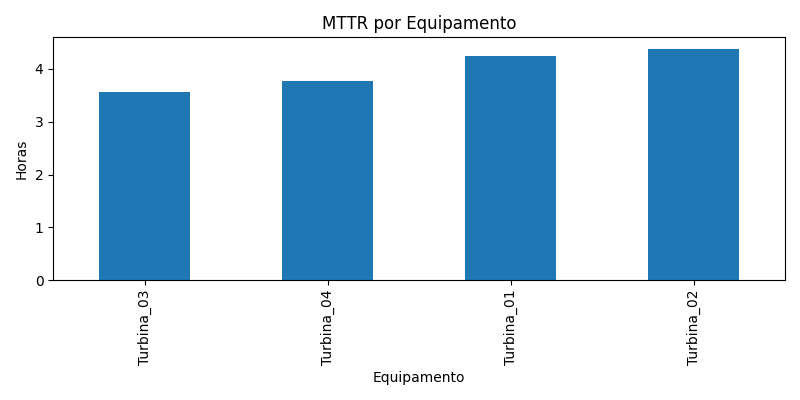 MTTR por Equipamento
Horas
4
3
2
1
0
Turbina_03
Turbina_04
Turbina_01
Turbina_02
Equipamento